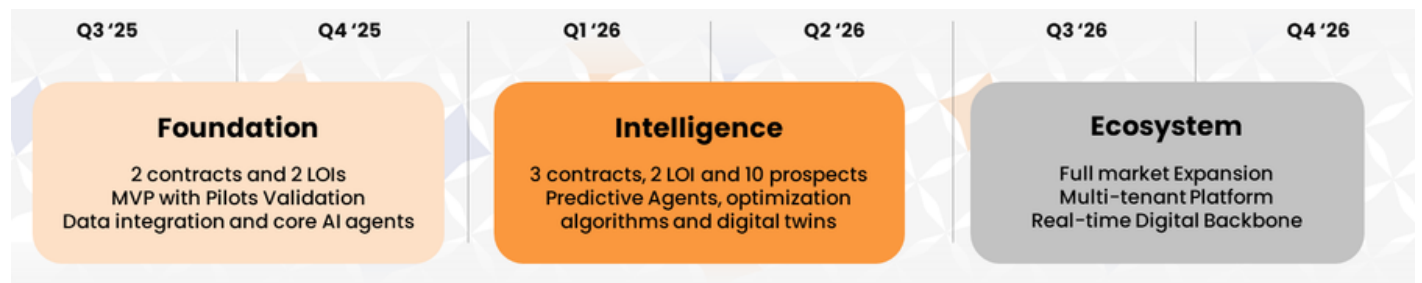 Q3 ‘25
Q4 ‘25
Q1 ‘26
Q2 ‘26
Q3 ‘26
Q4 ‘26
Foundation
2 contracts and 2 LOIs
MVP with Pilots Validation
Data integration and core AI agents
Intelligence
3 contracts, 2 LOI and 10 prospects
Predictive Agents, optimization
algorithms and digital twins
Ecosystem
Full market Expansion
Multi-tenant Platform
Real-time Digital Backbone